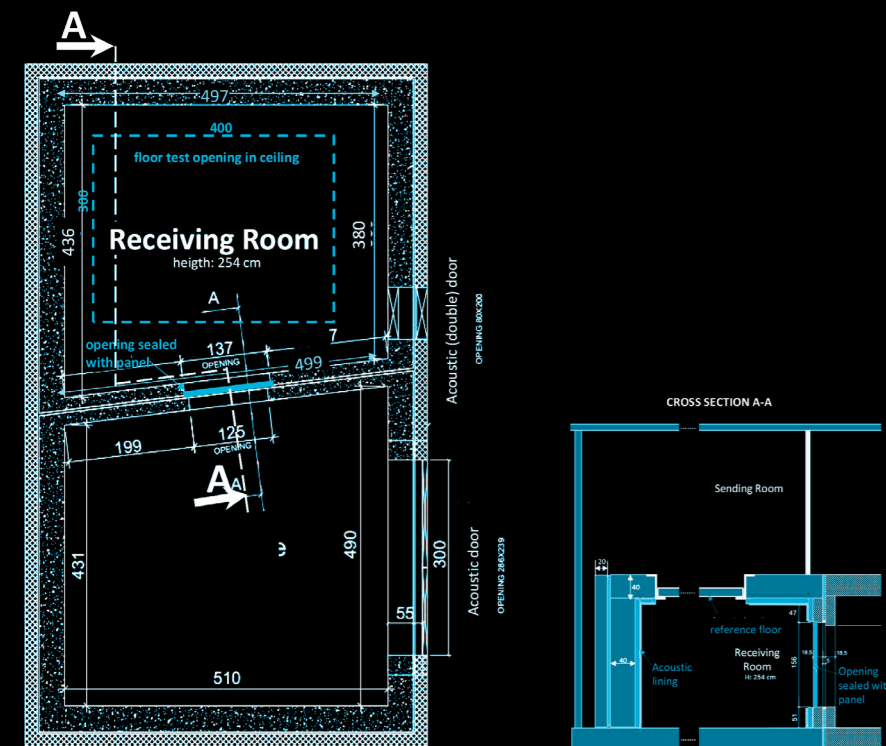 A
497
400
floor test opening in ceiling
380
436
Receiving Room
380
heigth: 254 cm
A
Acoustic (double) door
OPENING 80X200
7
opening sealed
with panel
137
OPENING
499
199
125
OPENING
A
A
431
490
300
Acoustic door
OPENING 286X239
55
510
CROSS SECTION A-A
Sending Room
20
40
47
reference floor
40
Acoustic
lining
Receiving
Room
H: 254 cm
156
18,5
5
18,5
Opening
sealed wit
panel
51